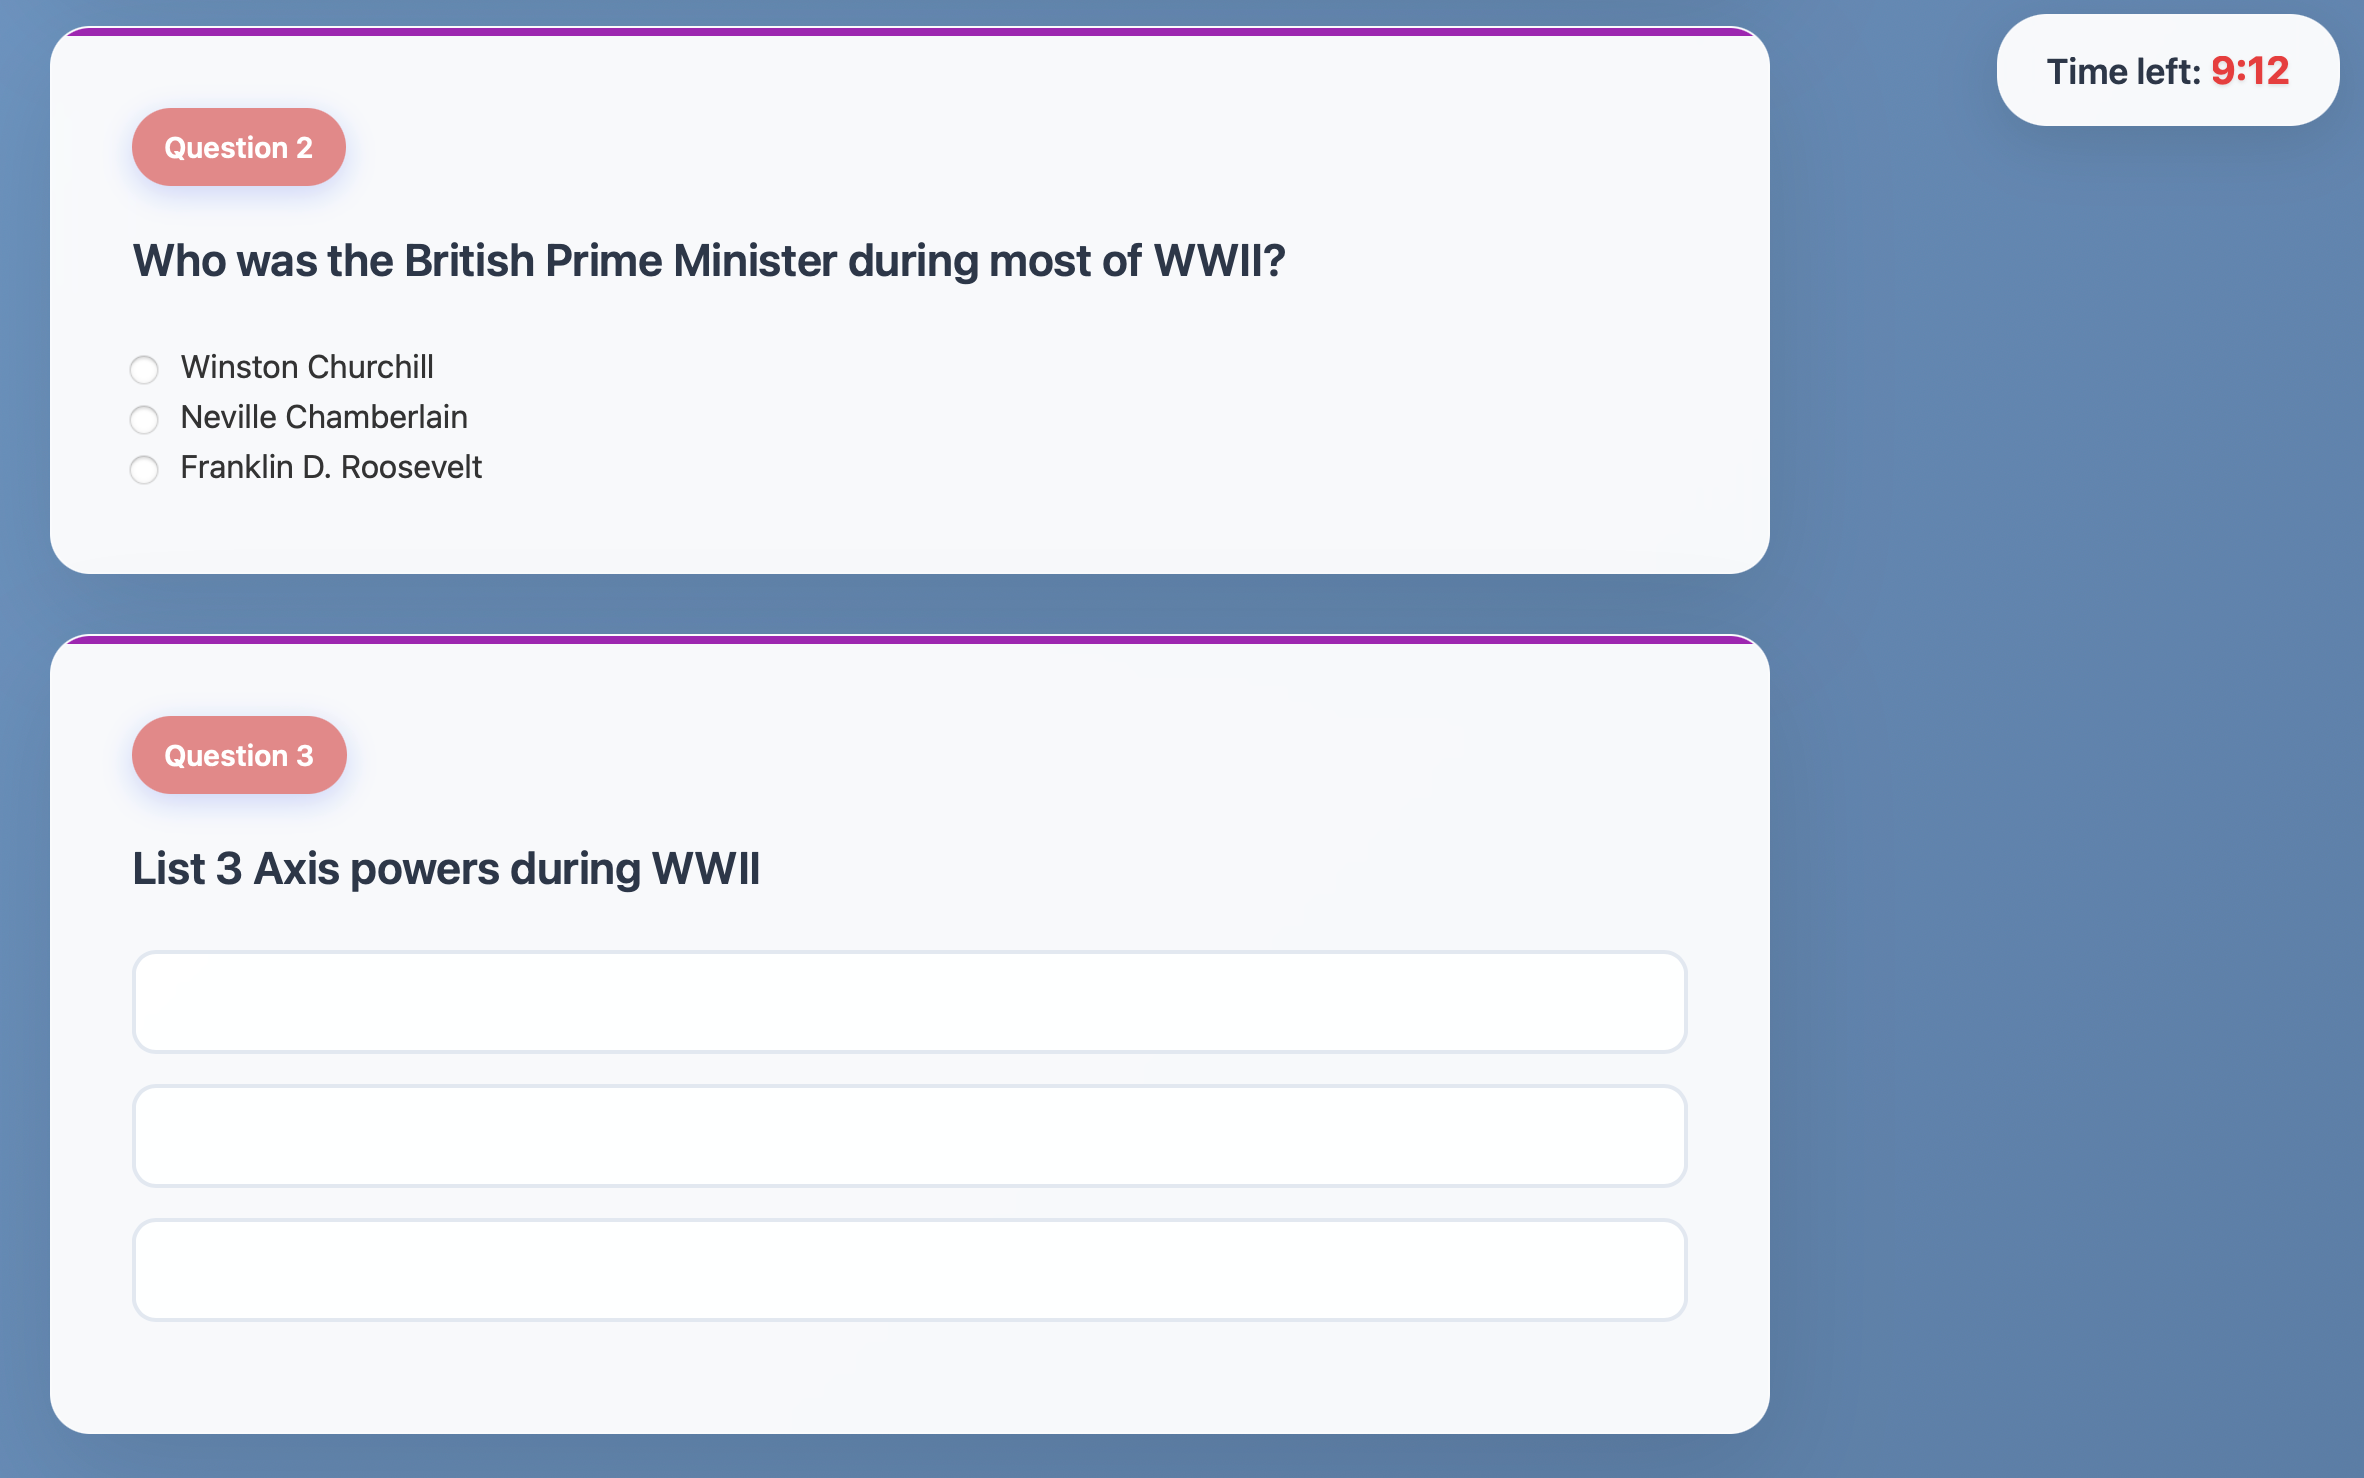 Time left: 9:12
Question 2
Who was the British Prime Minister during most of WWII?
Winston Churchill
Neville Chamberlain
Franklin D. Roosevelt
Question 3
List 3 Axis powers during WWII